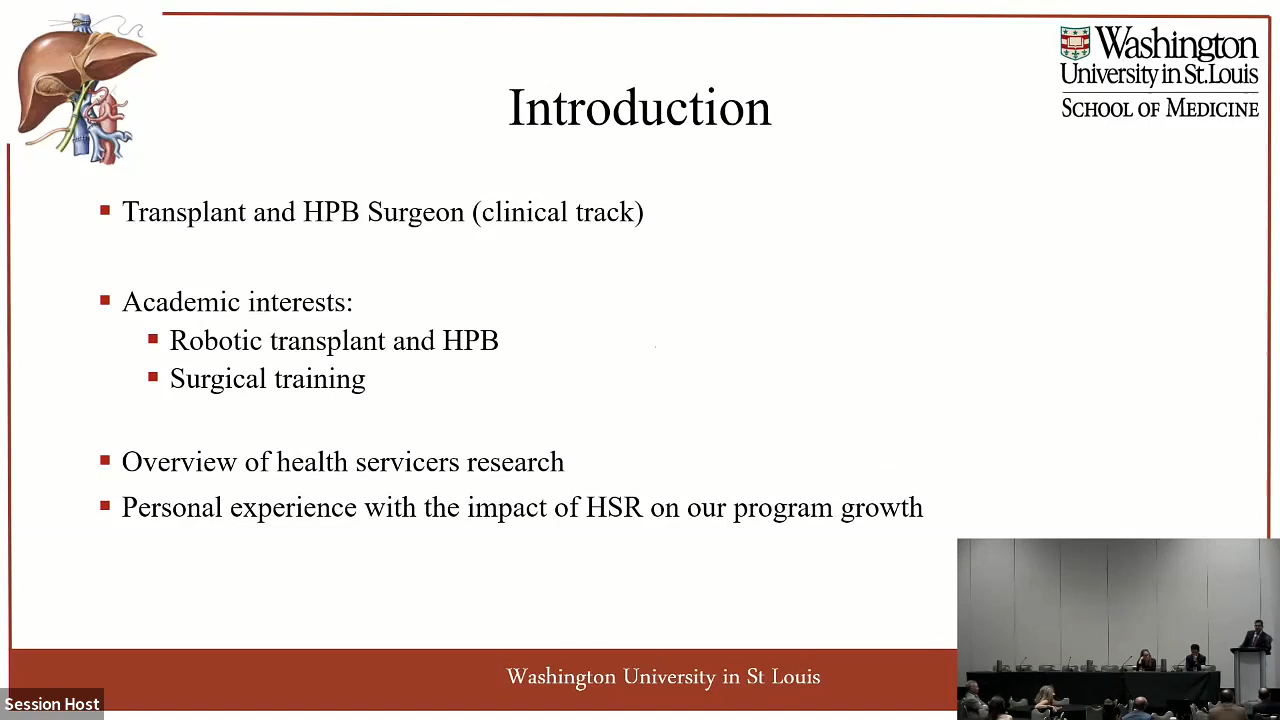 Washington
University in St. Louis
SCHOOL OF MEDICINE
Introduction
Transplant and HPB Surgeon (clinical track)
Academic interests:
Robotic transplant and HPB
Surgical training
Overview of health servicers research
Personal experience with the impact of HSR on our program growth
Washington University in St Louis
Session Host